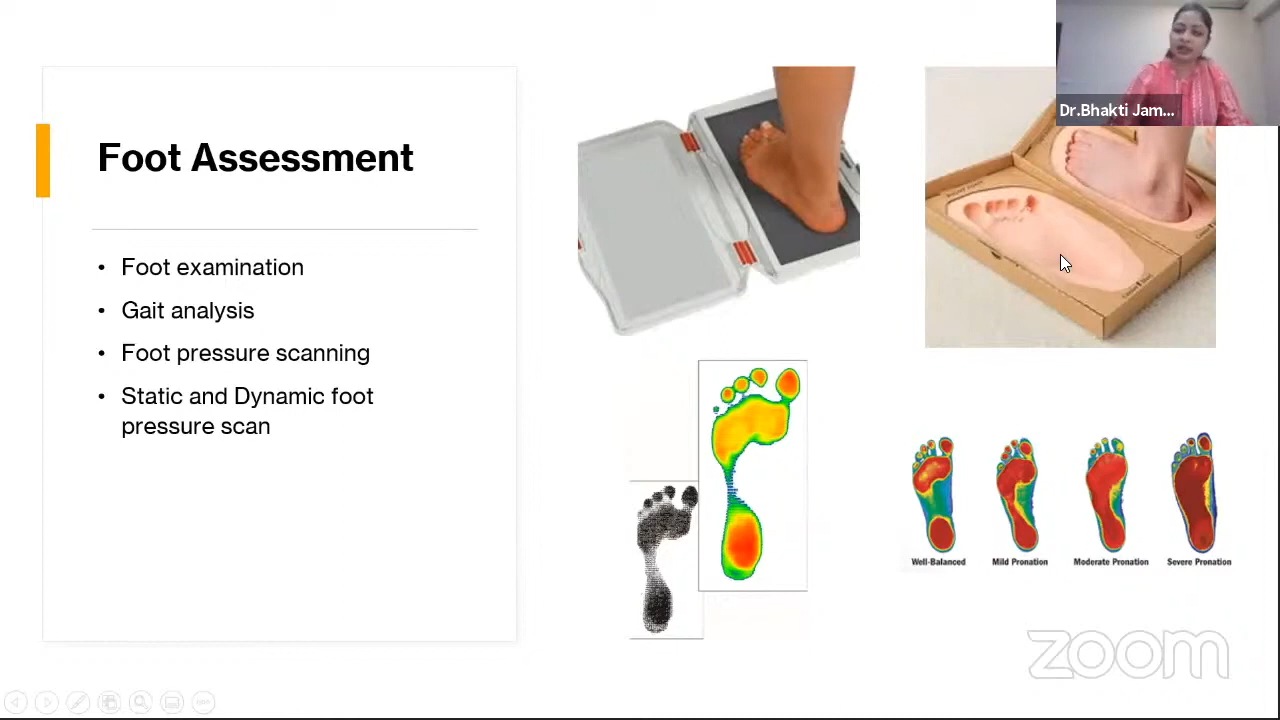 Dr.Bhakti Jam...
Foot Assessment
• Foot examination
• Gait analysis
• Foot pressure scanning
• Static and Dynamic foot
pressure scan
Well-Balanced
Mild Pronation
Moderate Pronation
Severe Pronation
zoom